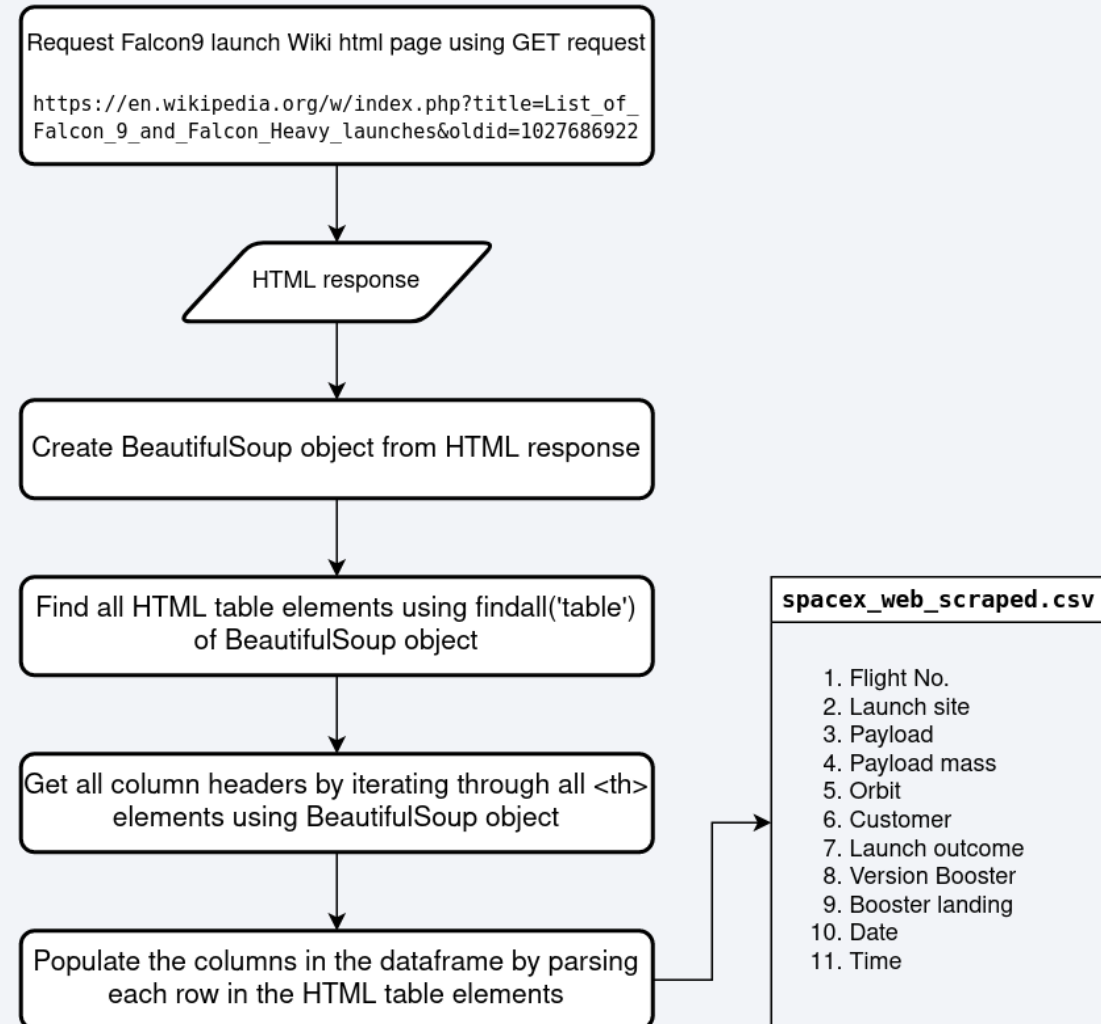 Request Falcon9 launch Wiki html page using GET request
https://en.wikipedia.org/w/index.php?title=List_of_
Falcon_9_and_Falcon_Heavy_launches&oldid=1027686922
HTML response
Create BeautifulSoup object from HTML response
Find all HTML table elements using findall('table')
of BeautifulSoup object
Get all column headers by iterating through all <th>
elements using BeautifulSoup object
Populate the columns in the dataframe by parsing
each row in the HTML table elements
spacex_web_scraped.csv
1. Flight No.
2. Launch site
3. Payload
4. Payload mass
5. Orbit
6. Customer
7. Launch outcome
8. Version Booster
9. Booster landing
10. Date
11. Time